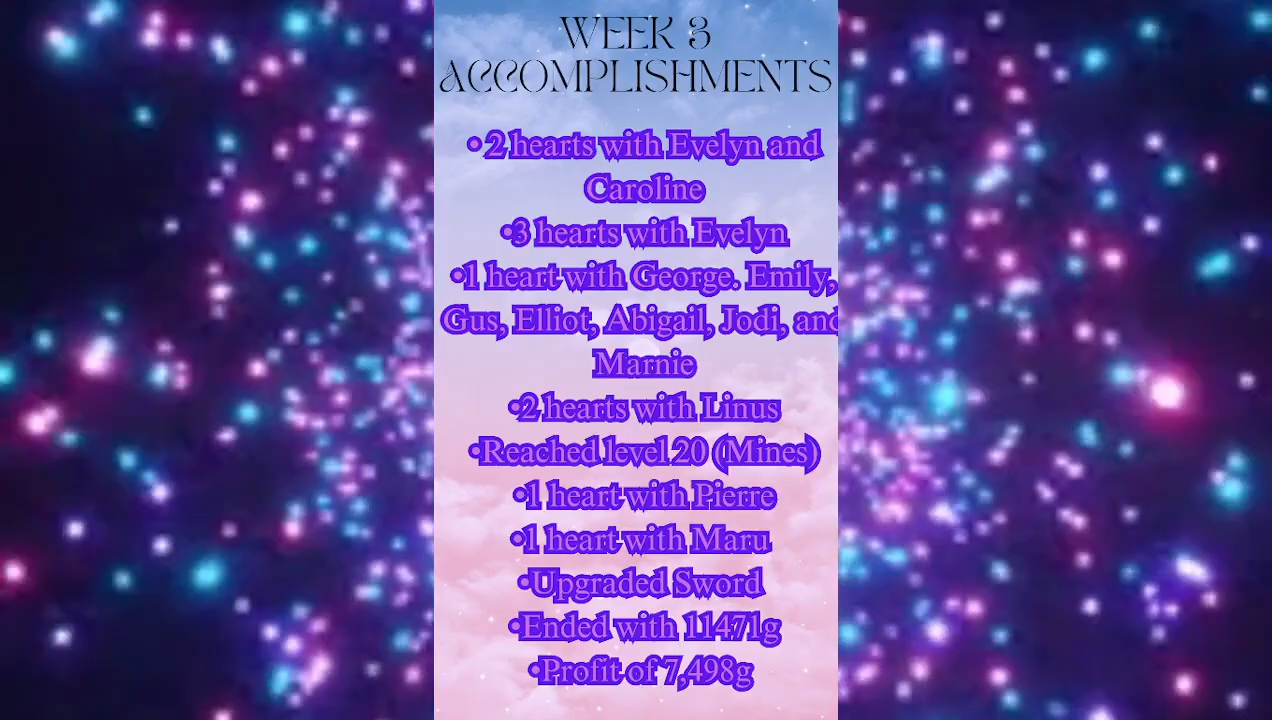 WEEK 3
ACCOMPLISHMENTS
• 2 hearts with Evelyn and
Caroline
•3 hearts with Evelyn
•1 heart with George. Emily,
Gus, Elliot, Abigail, Jodi, and
Marnie
•2 hearts with Linus
•Reached level 20 (Mines)
•1 heart with Pierre
•1 heart with Maru
•Upgraded Sword
•Ended with 11471g
•Profit of 7,498g